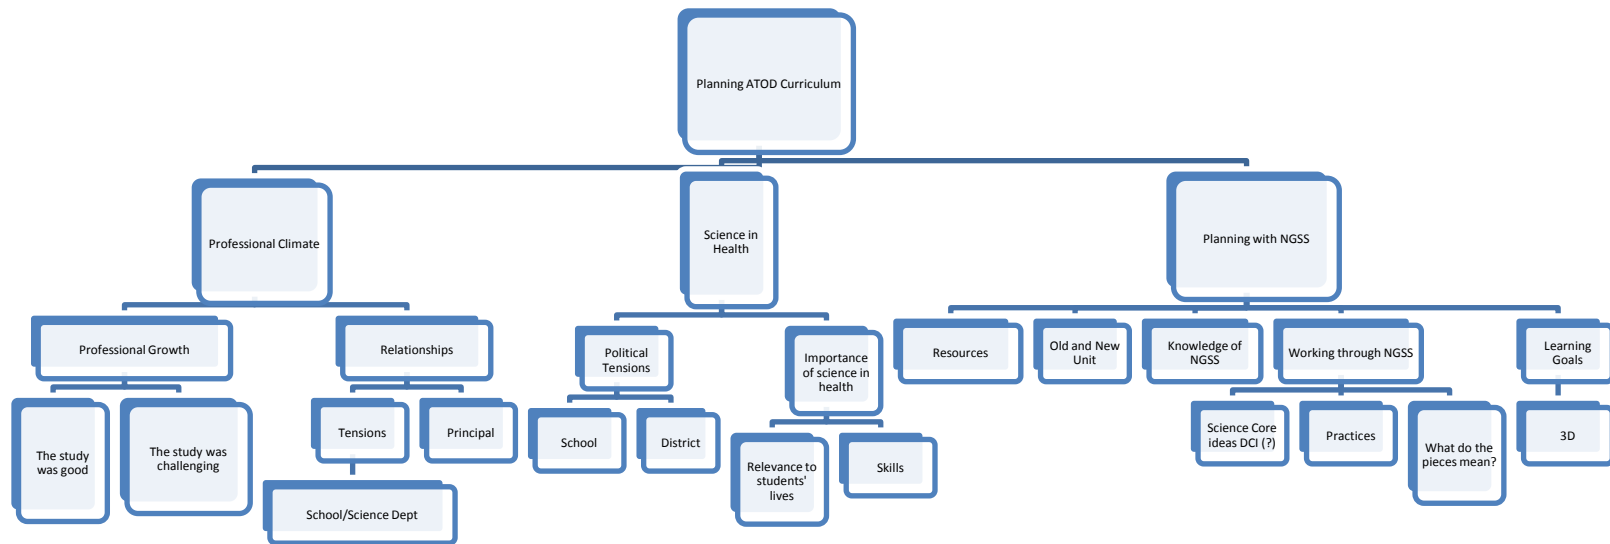 Planning ATOD Curriculum
Professional Climate
Science in
Health
Planning with NGSS
Professional Growth
Relationships
Political
Tensions
Importance
of science in
health
Resources
Old and New
Unit
Knowledge of
NGSS
Working through NGSS
Learning
Goals
The study
was good
The study was
challenging
Tensions
Principal
School
District
Relevance to
students'
lives
Skills
Science Core
ideas DCI (?)
Practices
What do the
pieces mean?
3D
School/Science Dept